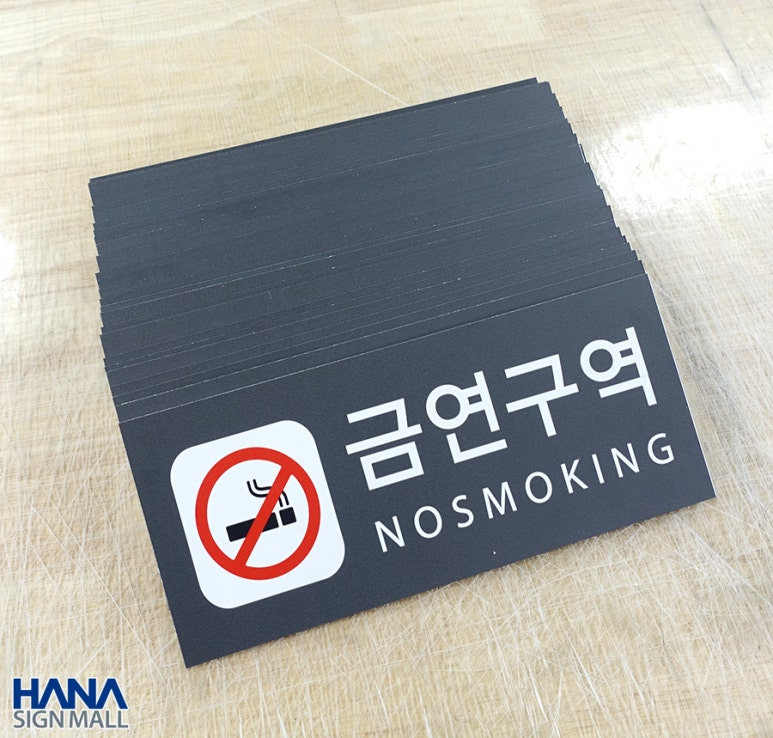 금연구역
NOSMOKING
HANA
SIGN MALL